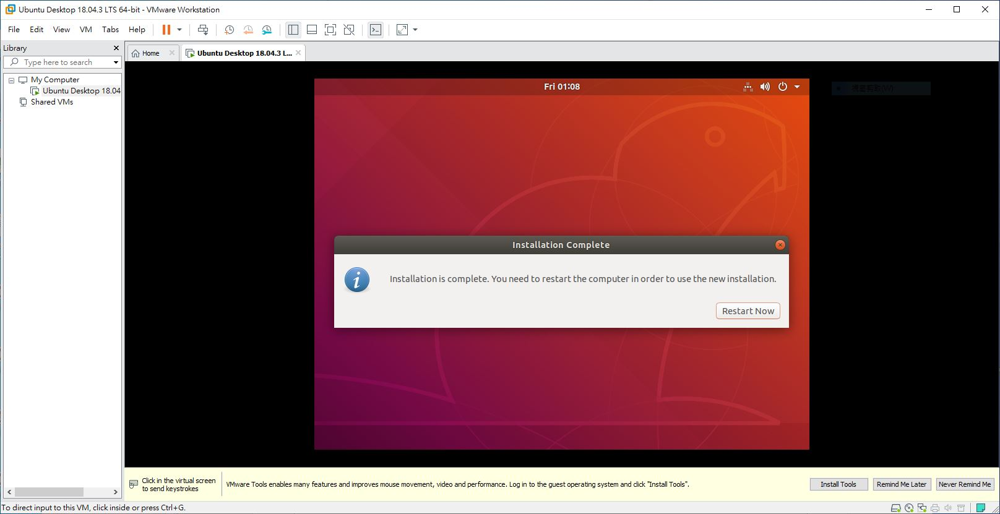 Ubuntu Desktop 18.04.3 LTS 64-bit - VMware Workstation
File Edit View VM Tabs Help
Library
Type here to search
My Computer
Ubuntu Desktop 18.04
Shared VMs
Home
Ubuntu Desktop 18.04.3 L...
Fri 01:08
視窗剪取(W)
Installation Complete
Installation is complete. You need to restart the computer in order to use the new installation.
Restart Now
Click in the virtual screen
to send keystrokes
VMware Tools enables many features and improves mouse movement, video and performance. Log in to the guest operating system and click "Install Tools".
Install Tools
Remind Me Later
Never Remind Me
To direct input to this VM, click inside or press Ctrl+G.